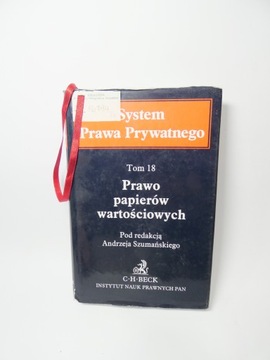 System
Prawa Prywatnego
Tom 18
Prawo
papierów
wartościowych
Pod redakcją
Andrzeja Szumańskiego
C·H·BECK
INSTYTUT NAUK PRAWNYCH PAN